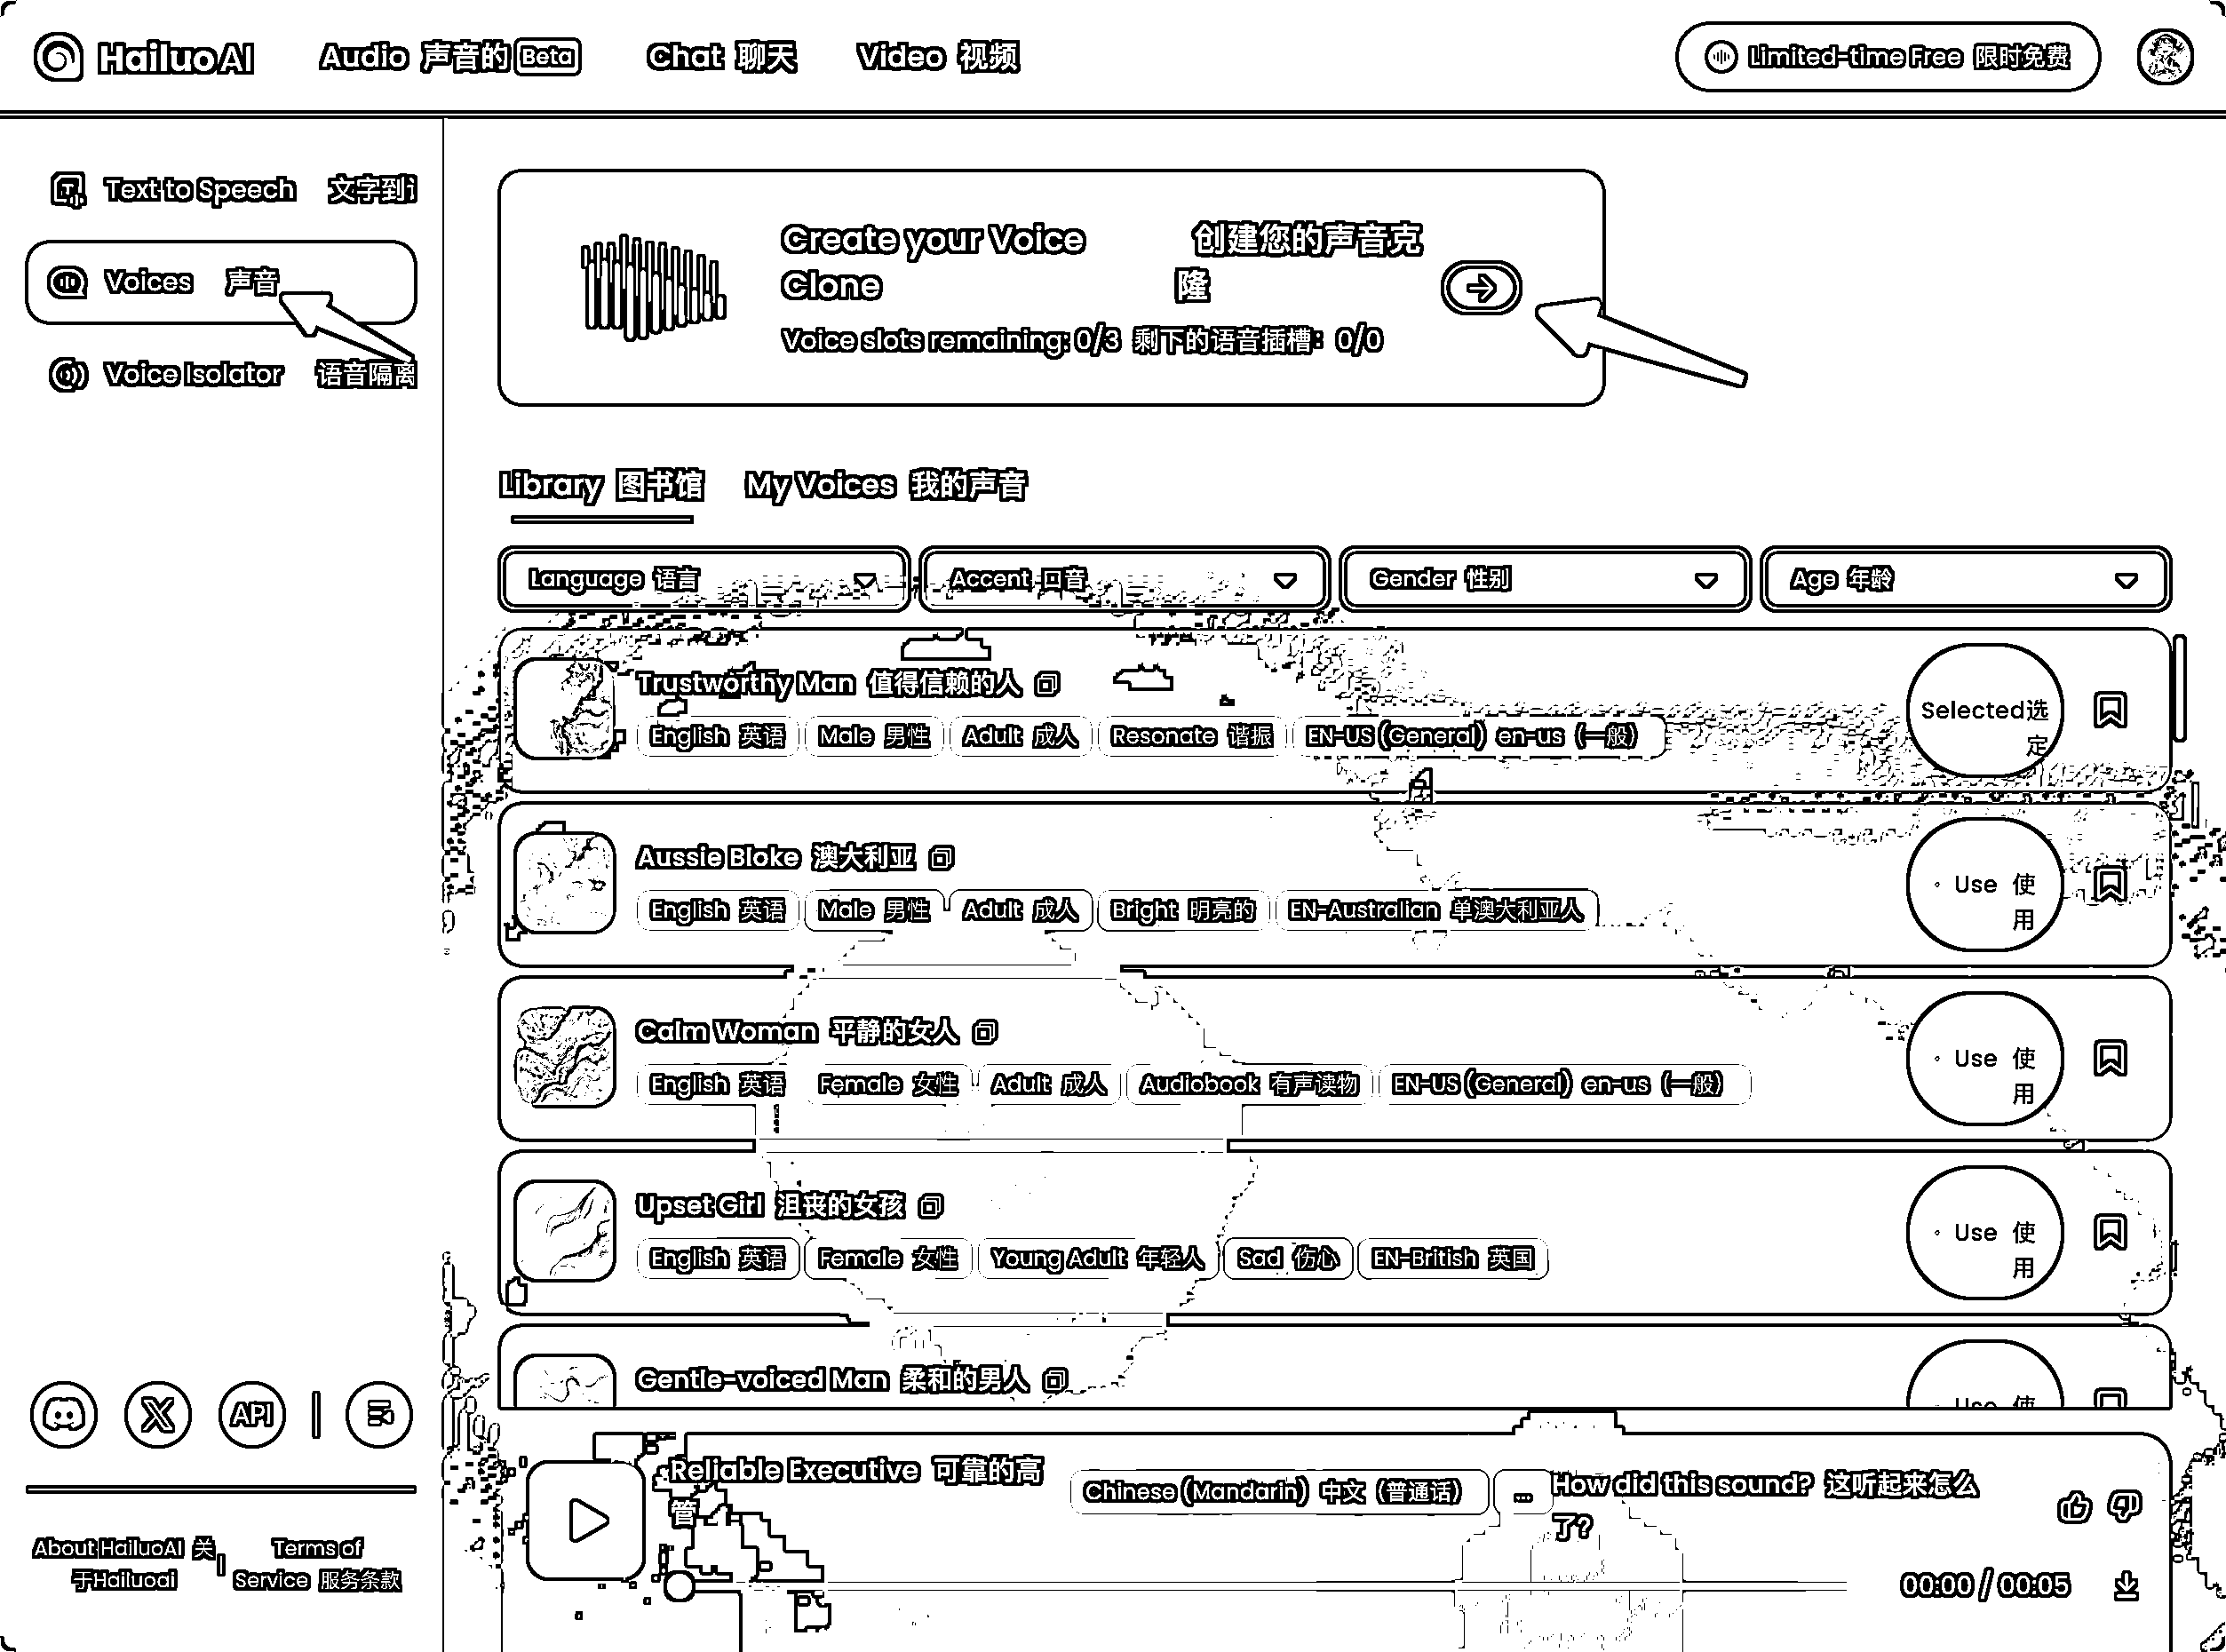 Hailuo AI
Audio 声音的 Beta
Chat 聊天
Video 视频
Limited-time Free 限时免费
Text to Speech 文字到
Voices 声音
Voice Isolator 语音隔离
Create your Voice Clone
创建您的声音克隆
Voice slots remaining: 0/3 剩下的语音插槽：0/0
Library 图书馆
My Voices 我的声音
Language 语言
Accent 口音
Gender 性别
Age 年龄
Trustworthy Man 值得信赖的人
English 英语 Male 男性 Adult 成人 Resonate 谐振 EN-US (General) en-us（一般）
Selected选定
Aussie Bloke 澳大利亚
English 英语 Male 男性 Adult 成人 Bright 明亮的 EN-Australian 单澳大利亚人
Use 使用
Calm Woman 平静的女人
English 英语 Female 女性 Adult 成人 Audiobook 有声读物 EN-US (General) en-us（一般）
Use 使用
Upset Girl 沮丧的女孩
English 英语 Female 女性 Young Adult 年轻人 Sad 伤心 EN-British 英国
Use 使用
Gentle-voiced Man 柔和的男人
Use 使
API
About HailuoAI 关于Hailuoai
Terms of Service 服务条款
Reliable Executive 可靠的高管
Chinese (Mandarin) 中文（普通话）
...
How did this sound? 这听起来怎么了？
00:00 / 00:05